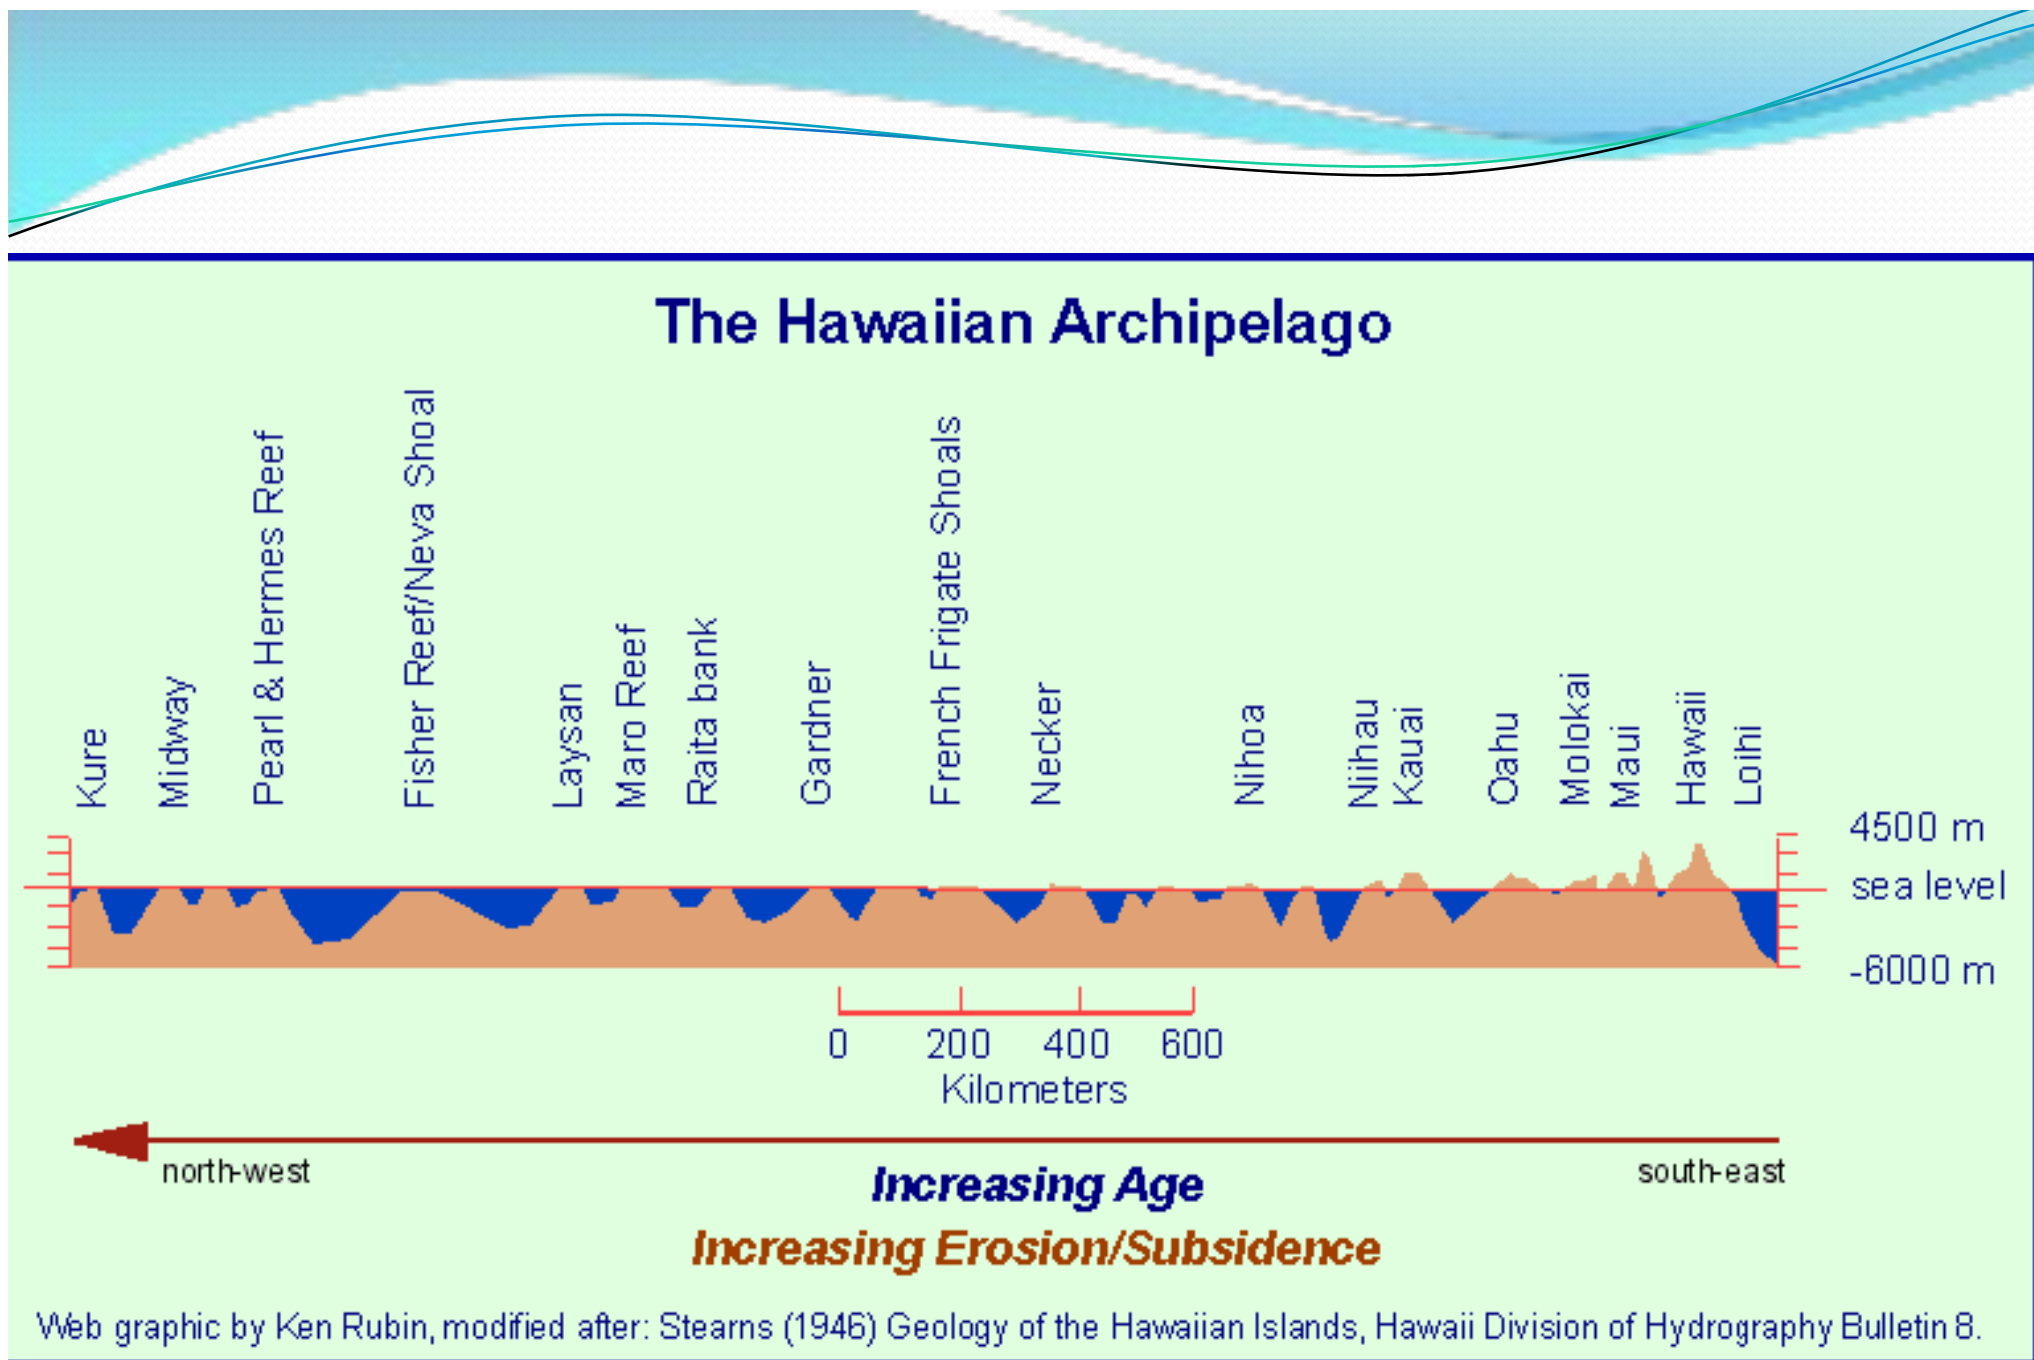 The Hawaiian Archipelago
Kure
Midway
Pearl & Hermes Reef
Fisher Reef/Neva Shoal
Laysan
Maro Reef
Raita bank
Gardner
French Frigate Shoals
Necker
Nihoa
Niihau
Kauai
Oahu
Molokai
Maui
Hawaii
Loihi
4500 m
sea level
-6000 m
0 200 400 600
Kilometers
north-west south-east
Increasing Age
Increasing Erosion/Subsidence
Web graphic by Ken Rubin, modified after: Stearns (1946) Geology of the Hawaiian Islands, Hawaii Division of Hydrography Bulletin 8.